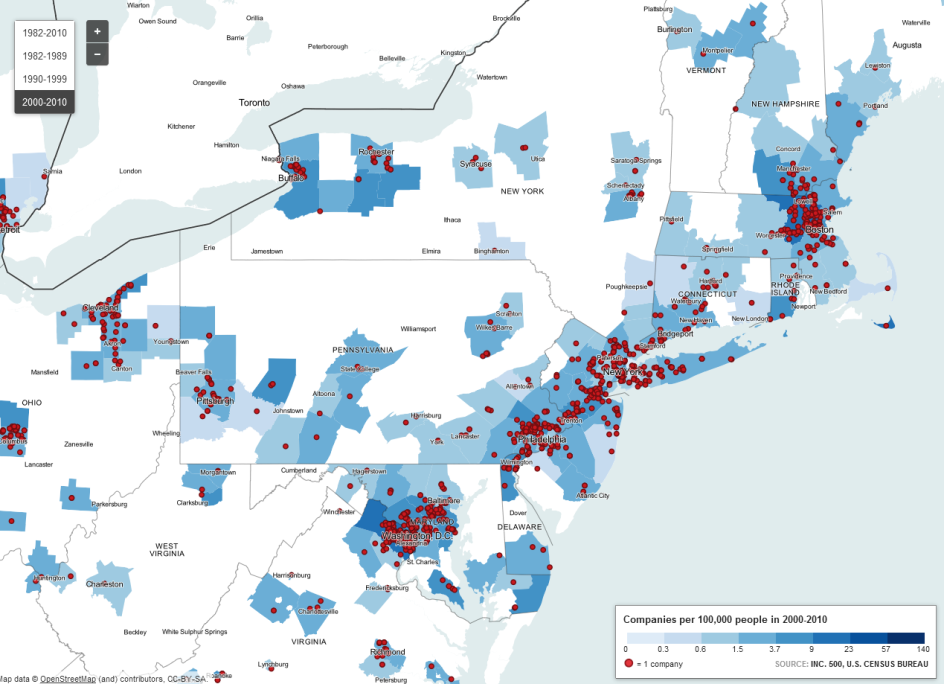 Wiarton
Owen Sound
Orillia
Barrie
Brockville
Plattsburg
Burlington
Waterville
Augusta
1982-2010
1982-1989
1990-1999
2000-2010
+
−
Peterborough
Belleville
Kingston
Montpelier
VERMONT
Lewiston
Orangeville
Oshawa
Watertown
Toronto
NEW HAMPSHIRE
Portland
Kitchener
Hamilton
Concord
Niagara Falls
Rochester
Syracuse
Utica
Saratoga Springs
Manchester
Sarnia
London
Buffalo
NEW YORK
Schenectady
Albany
Lowell
Salem
Detroit
Ithaca
Pittsfield
Worcester
Boston
Erie
Jamestown
Elmira
Binghamton
Springfield
Poughkeepsie
Hartford
CONNECTICUT
Waterbury
Providence
RHODE
ISLAND
New Bedford
Newport
Cleveland
Scranton
Wilkes Barre
New Haven
New London
Bridgeport
Stamford
Akron
Youngstown
Williamsport
Canton
PENNSYLVANIA
Paterson
New York
Mansfield
Beaver Falls
State College
Allentown
OHIO
Pittsburgh
Altoona
Johnstown
Harrisburg
Trenton
Columbus
Zanesville
Wheeling
York
Lancaster
Philadelphia
Lancaster
Wilmington
Morgantown
Cumberland
Hagerstown
Atlantic City
Parkersburg
Clarksburg
Winchester
Baltimore
MARYLAND
Dover
DELAWARE
Washington, D.C.
Alexandria
WEST
VIRGINIA
St. Charles
Huntington
Charleston
Harrisonburg
Fredericksburg
Charlottesville
Beckley
White Sulphur Springs
VIRGINIA
Richmond
Lynchburg
Roanoke
Petersburg
Map data © OpenStreetMap (and) contributors, CC-BY-SA.
Companies per 100,000 people in 2000-2010
0 0.3 0.6 1.5 3.7 9 23 57 140
= 1 company
SOURCE: INC. 500, U.S. CENSUS BUREAU